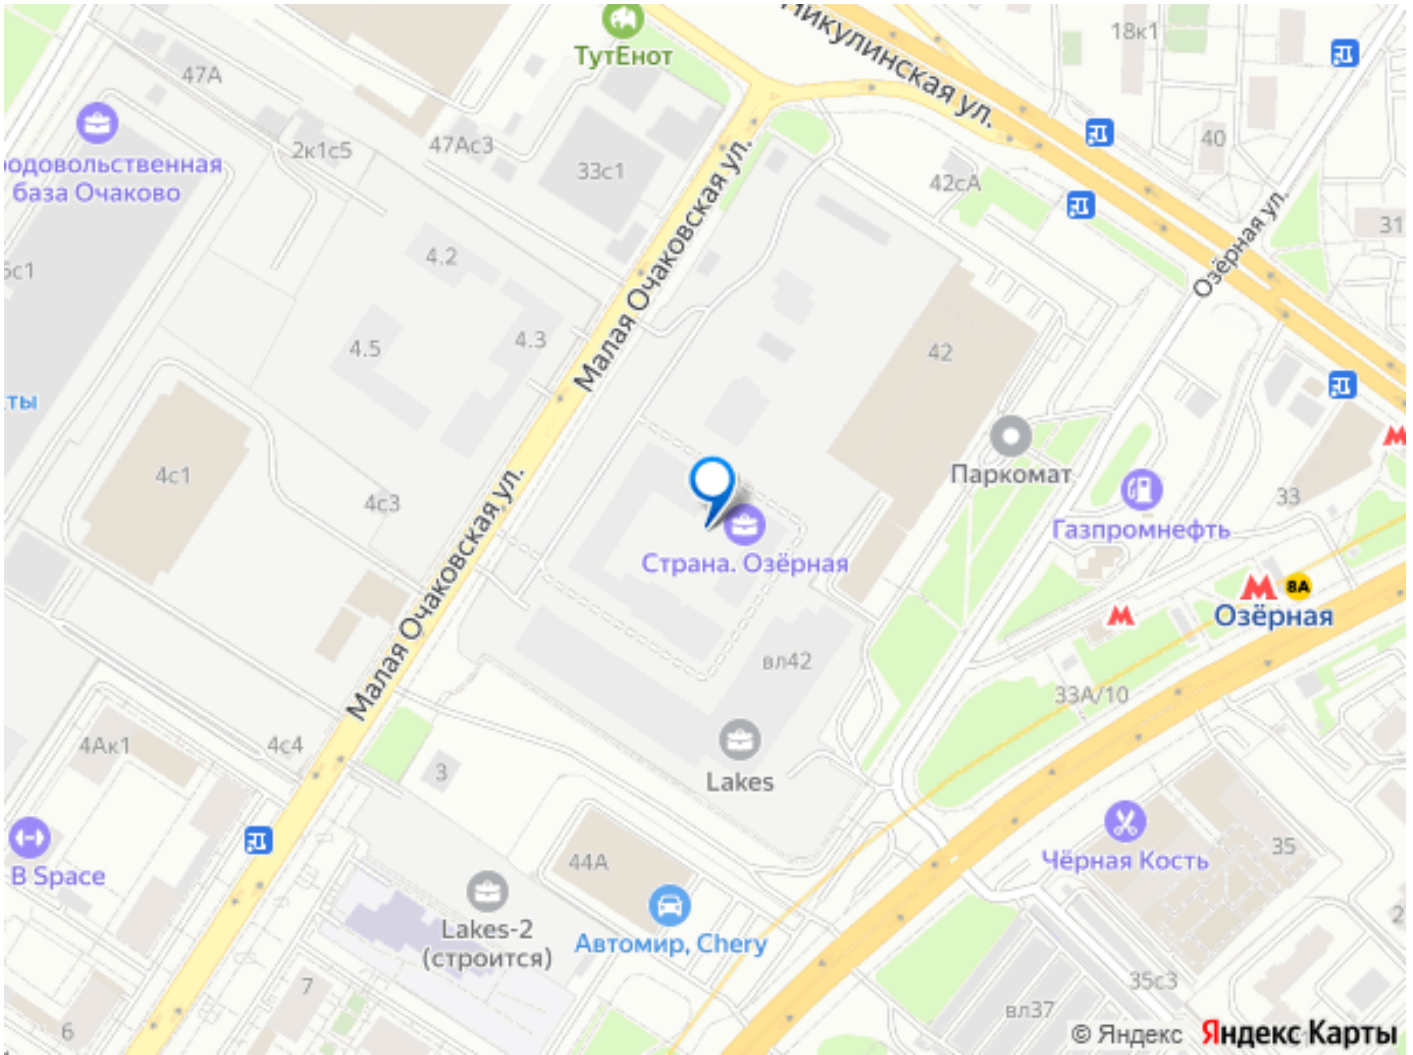 ТутЕнот
Никулинская ул.
18к1
47А
2к1с5
47Ас3
33с1
40
42сА
31
Озёрная ул.
одовольственная
база Очаково
5с1
4.2
4.5
4.3
Малая Очаковская ул.
42
ты
Паркомат
4с1
4с3
33
Газпромнефть
Страна. Озёрная
М
М
М 8А
Озёрная
Малая Очаковская ул.
вл42
33А/10
4Ак1
4с4
3
Lakes
B Space
44А
Чёрная Кость
35
Lakes-2
(строится)
Автомир, Chery
7
6
35с3
вл37
© Яндекс Яндекс Карты